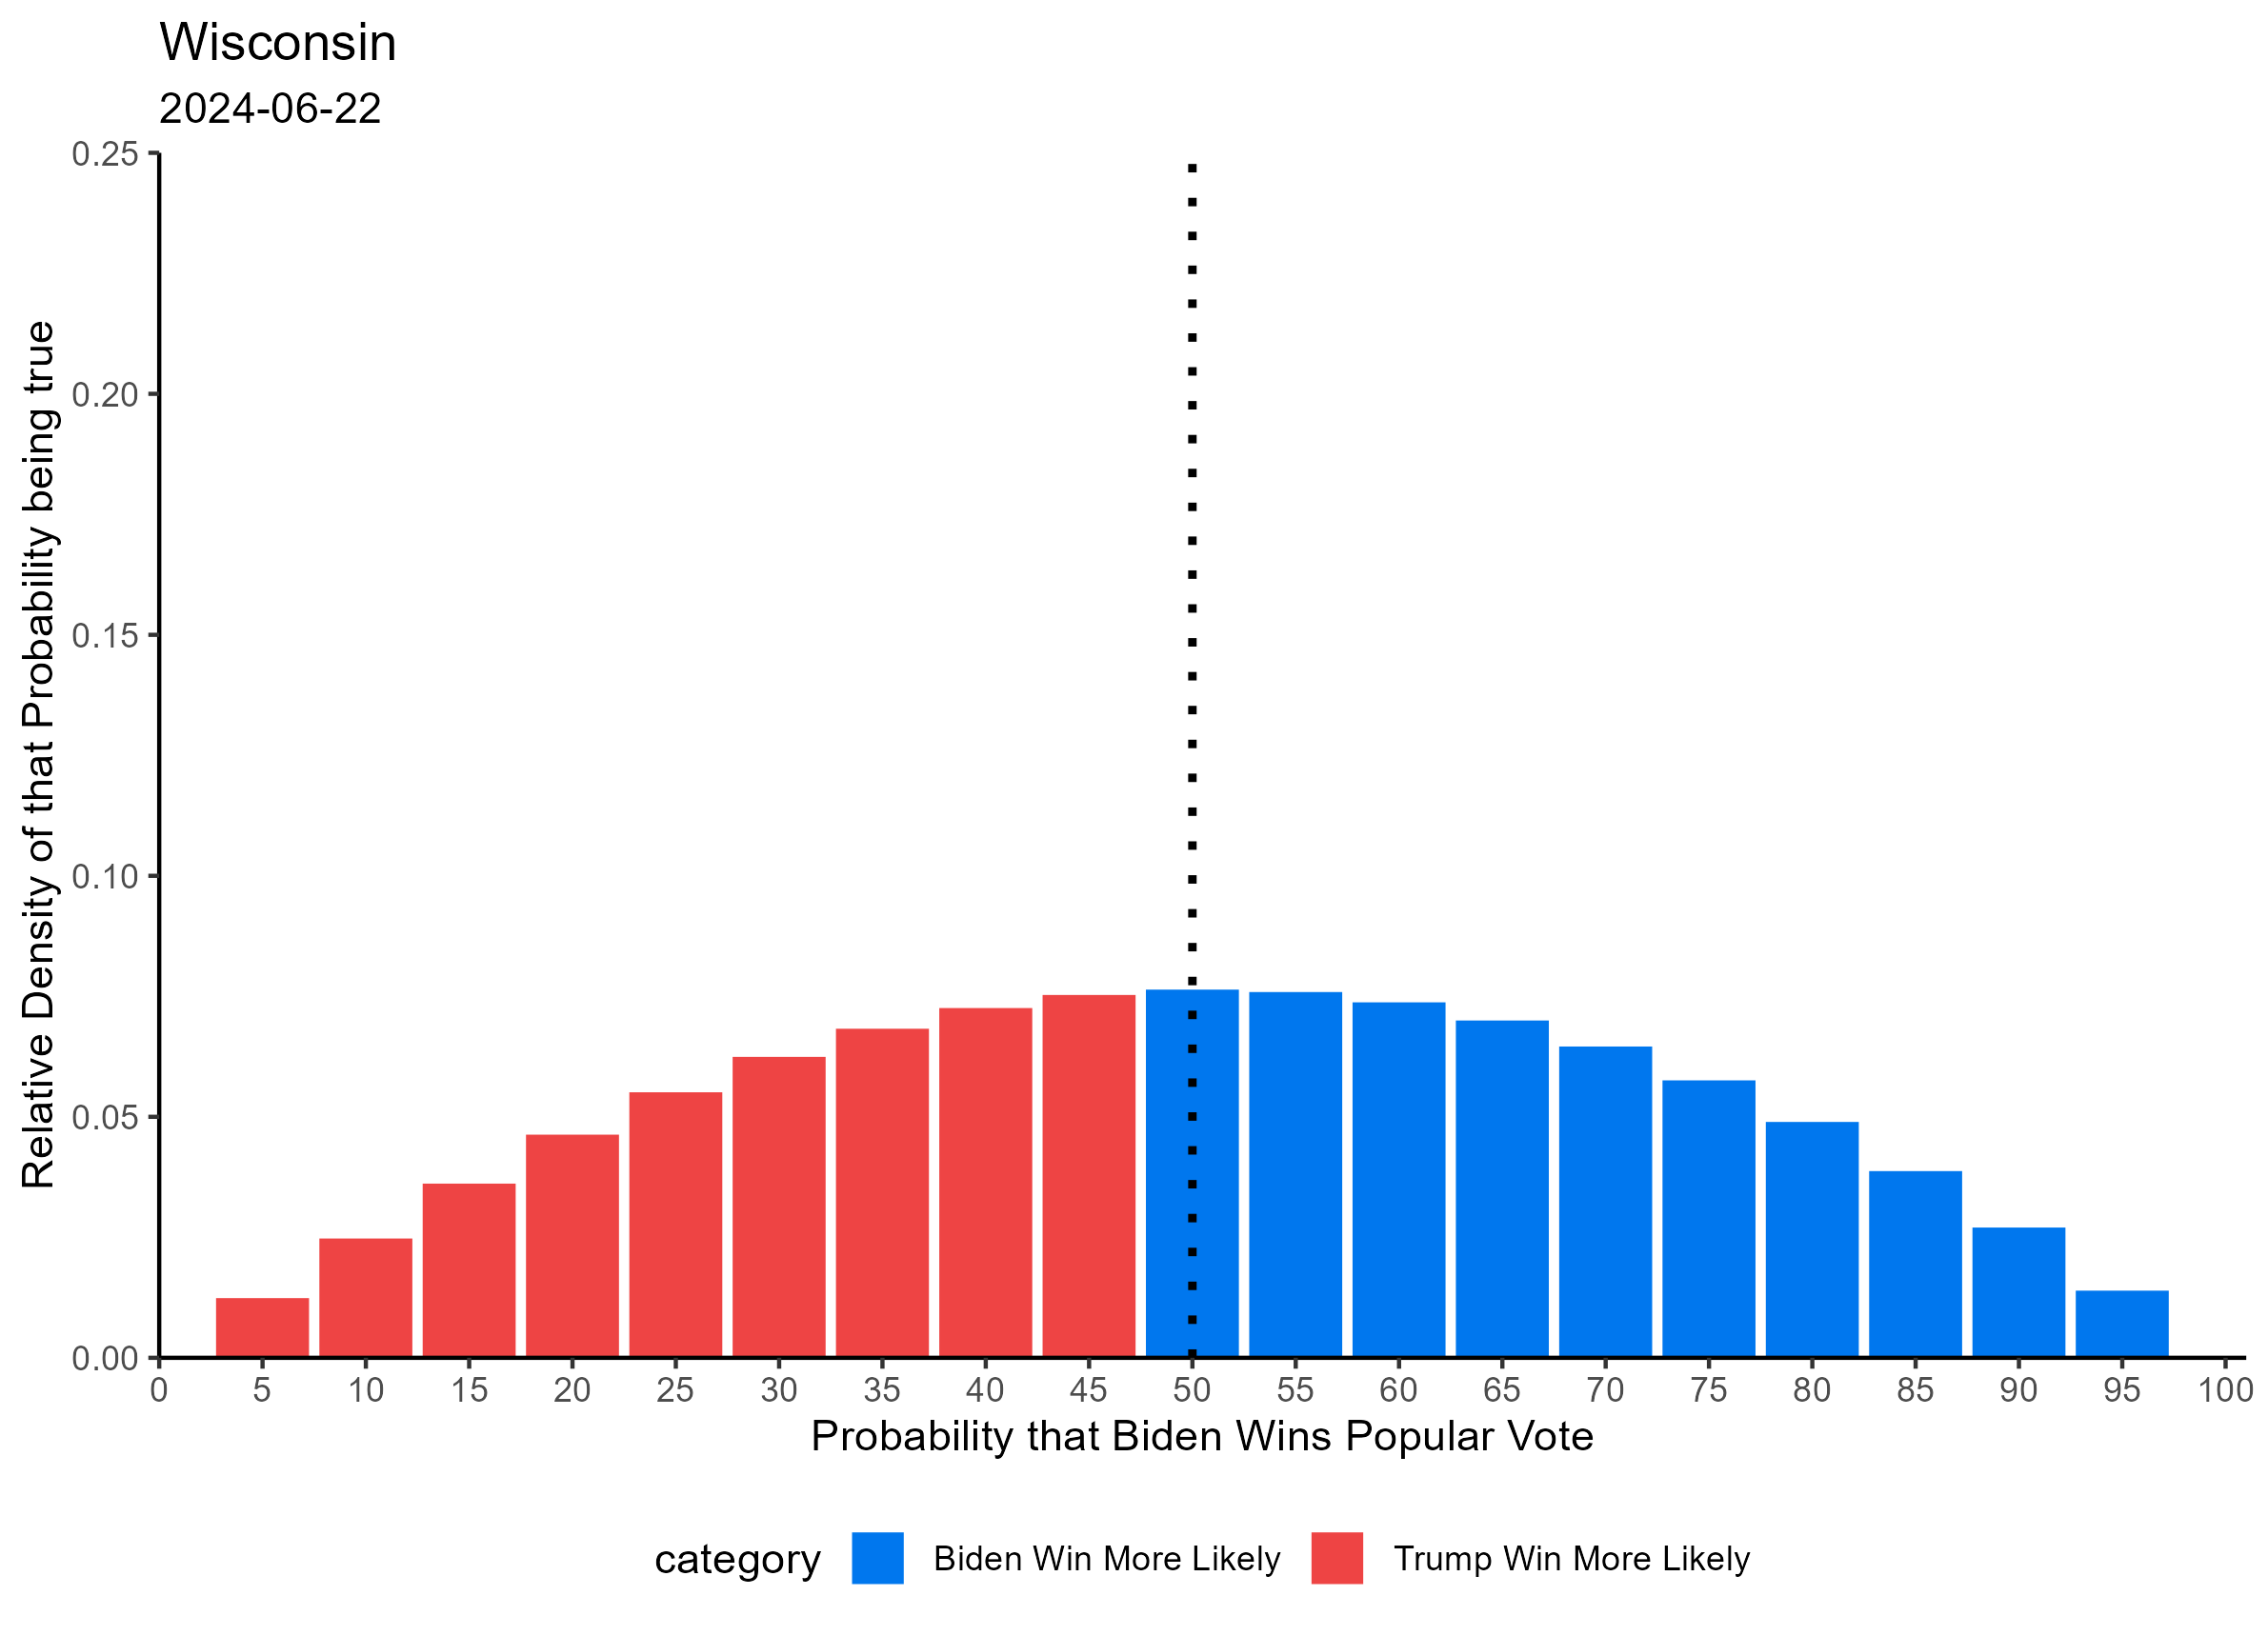 Wisconsin
2024-06-22
Relative Density of that Probability being true
0.25
0.20
0.15
0.10
0.05
0.00
0 5 10 15 20 25 30 35 40 45 50 55 60 65 70 75 80 85 90 95 100
Probability that Biden Wins Popular Vote
category Biden Win More Likely Trump Win More Likely